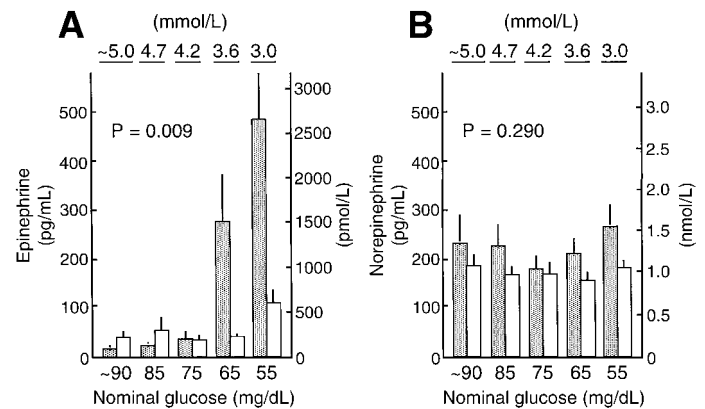 A
(mmol/L)
~5.0 4.7 4.2 3.6 3.0
500
400
300
200
100
0
Epinephrine
(pg/mL)
P = 0.009
3000
2500
2000
1500
1000
500
0
(pmol/L)
~90 85 75 65 55
Nominal glucose (mg/dL)
B
(mmol/L)
~5.0 4.7 4.2 3.6 3.0
500
400
300
200
100
0
Norepinephrine
(pg/mL)
P = 0.290
3.0
2.5
2.0
1.5
1.0
0.5
0
(nmol/L)
~90 85 75 65 55
Nominal glucose (mg/dL)